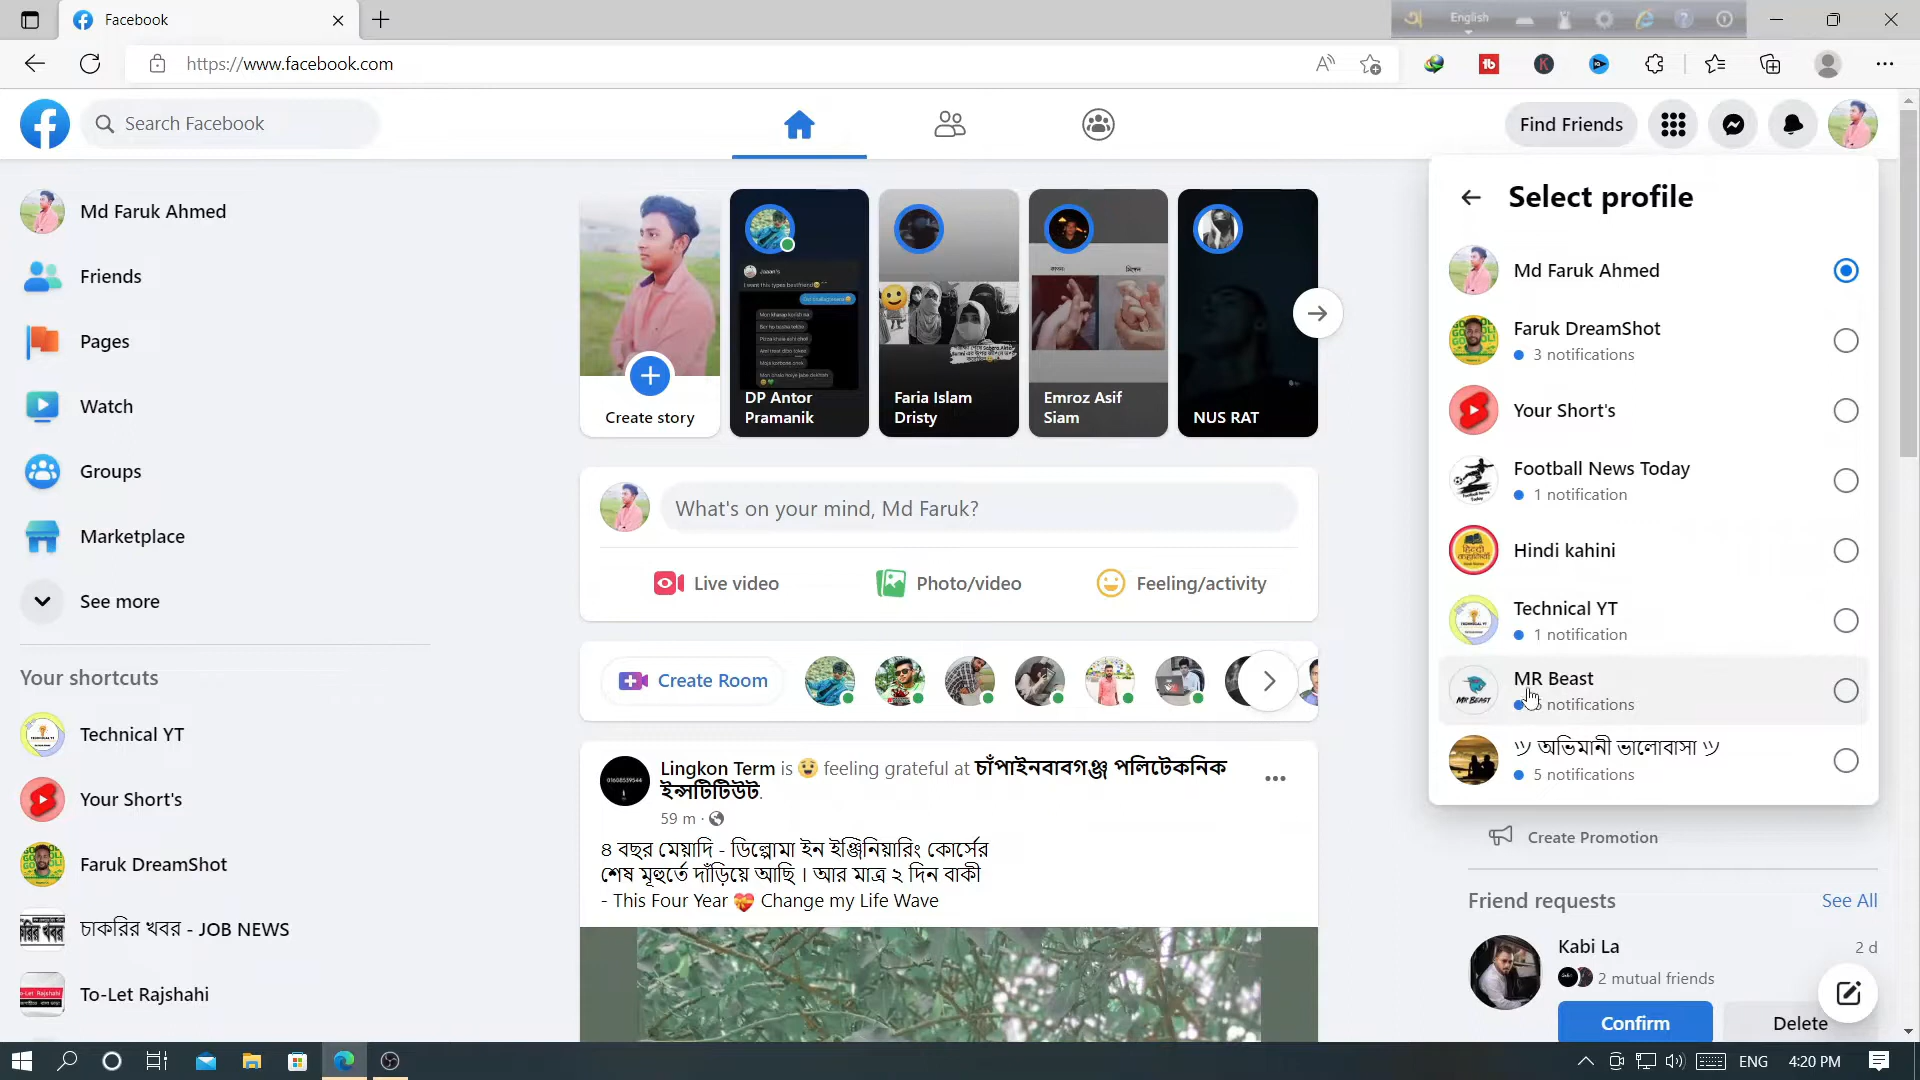 Facebook
English
https://www.facebook.com
Search Facebook
Find Friends
Md Faruk Ahmed
Friends
Pages
Watch
Groups
Marketplace
See more
Your shortcuts
Technical YT
Your Short's
Faruk DreamShot
চাকরির খবর - JOB NEWS
To-Let Rajshahi
Create story
DP Antor
Pramanik
Faria Islam
Dristy
Emroz Asif
Siam
NUS RAT
What's on your mind, Md Faruk?
Live video
Photo/video
Feeling/activity
Create Room
Lingkon Term is feeling grateful at চাঁপাইনবাবগঞ্জ পলিটেকনিক
ইন্সটিটিউট.
59 m ·
৪ বছর মেয়াদি - ডিপ্লোমা ইন ইঞ্জিনিয়ারিং কোর্সের
শেষ মূহুর্তে দাঁড়িয়ে আছি । আর মাত্র ২ দিন বাকী
- This Four Year 💝 Change my Life Wave
Select profile
Md Faruk Ahmed
Faruk DreamShot
3 notifications
Your Short's
Football News Today
1 notification
Hindi kahini
Technical YT
1 notification
MR Beast
notifications
ツ অভিমানী ভালোবাসা ツ
5 notifications
Create Promotion
Friend requests
See All
Kabi La
2 d
2 mutual friends
Confirm
Delete
ENG
4:20 PM